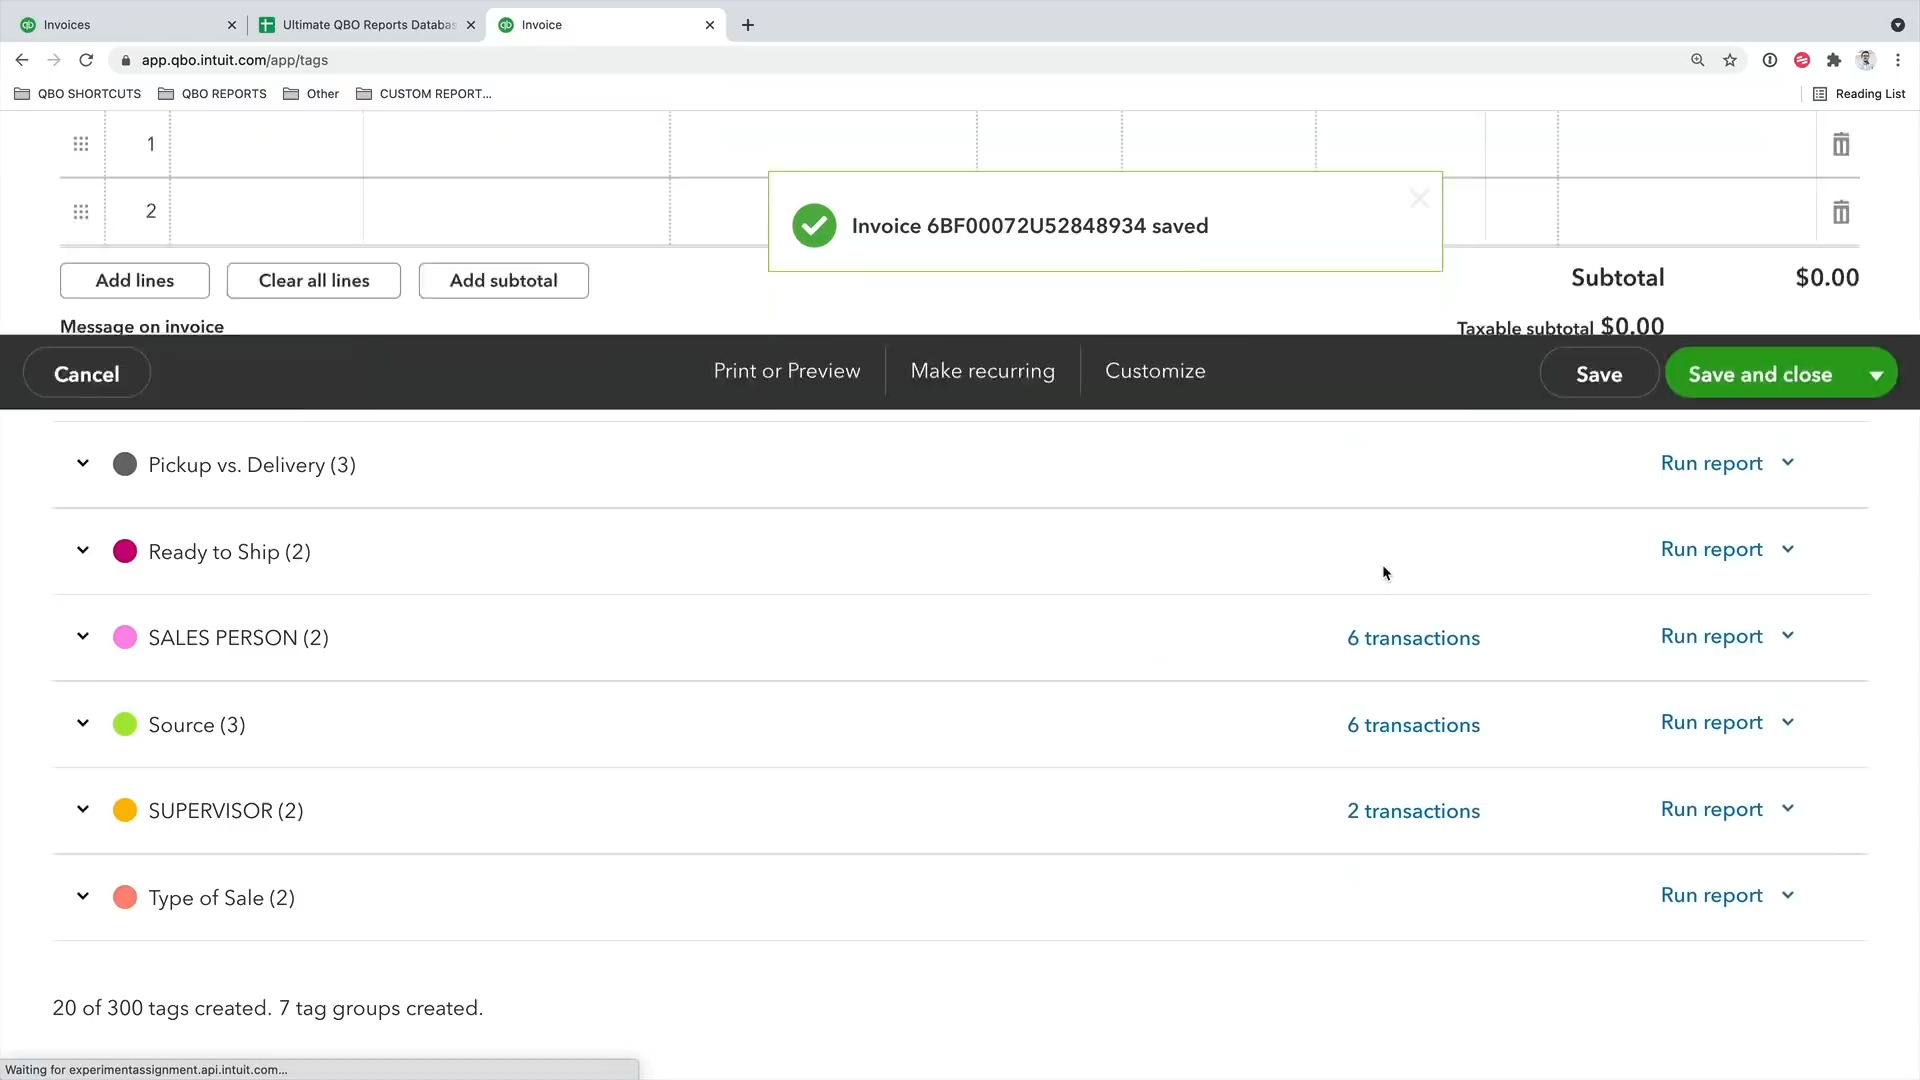 Invoices
Ultimate QBO Reports Databas
Invoice
app.qbo.intuit.com/app/tags
QBO SHORTCUTS
QBO REPORTS
Other
CUSTOM REPORT...
Reading List
1
2
Invoice 6BF00072U52848934 saved
Add lines
Clear all lines
Add subtotal
Subtotal
$0.00
Message on invoice
Taxable subtotal $0.00
Cancel
Print or Preview
Make recurring
Customize
Save
Save and close
Pickup vs. Delivery (3)
Run report
Ready to Ship (2)
Run report
SALES PERSON (2)
6 transactions
Run report
Source (3)
6 transactions
Run report
SUPERVISOR (2)
2 transactions
Run report
Type of Sale (2)
Run report
20 of 300 tags created. 7 tag groups created.
Waiting for experimentassignment.api.intuit.com...